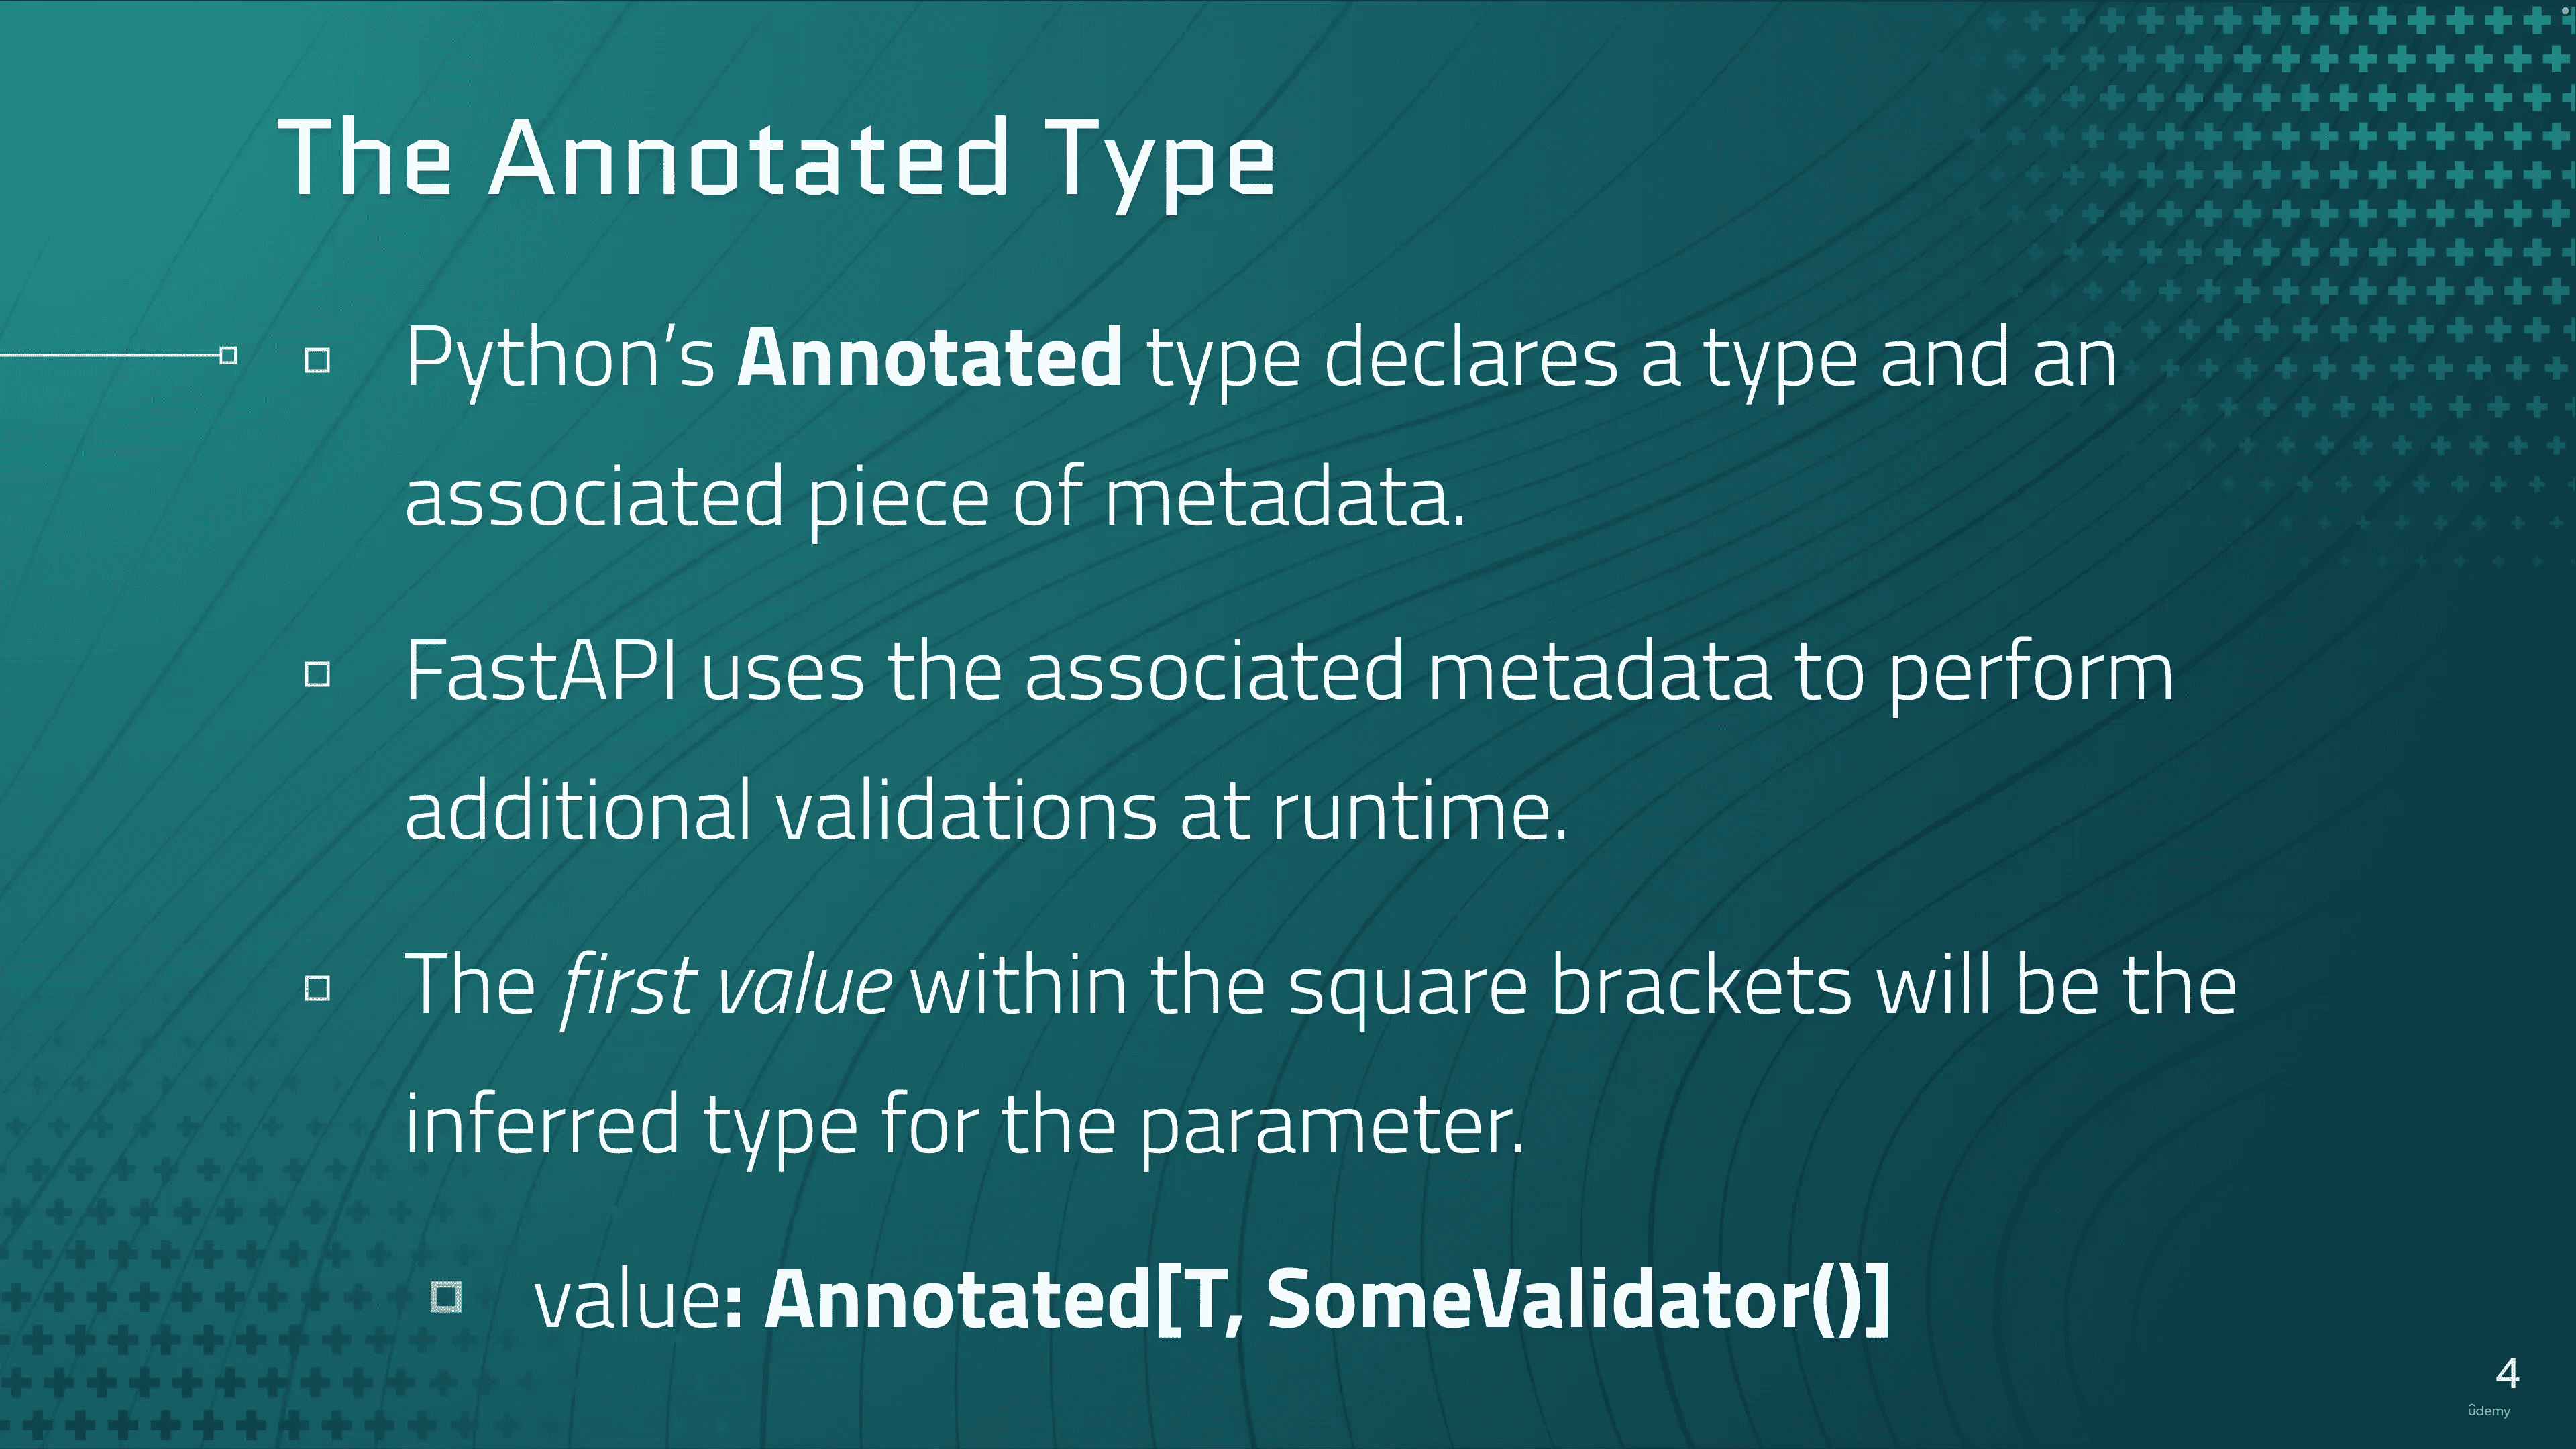 The Annotated Type
Python’s Annotated type declares a type and an
associated piece of metadata.
FastAPI uses the associated metadata to perform
additional validations at runtime.
The first value within the square brackets will be the
inferred type for the parameter.
value: Annotated[T, SomeValidator()]
4
ûdemy